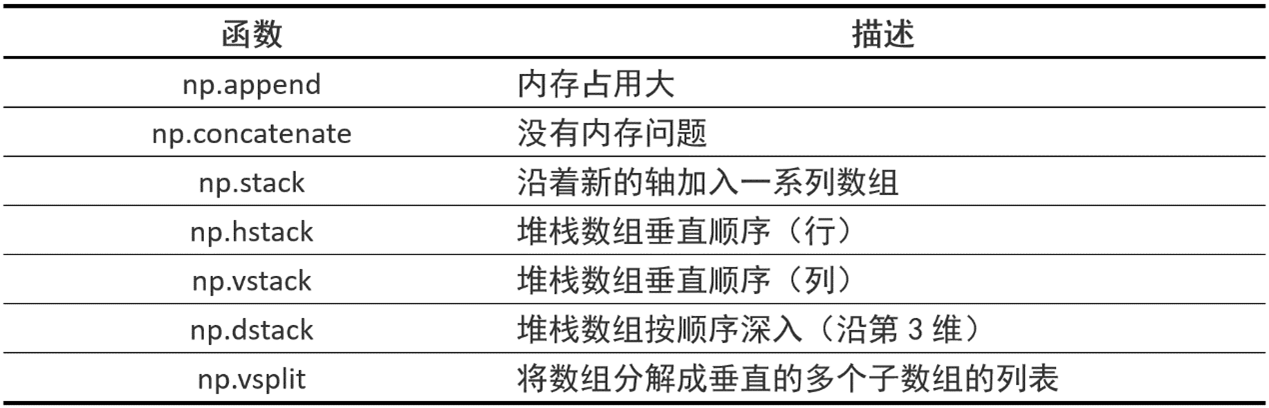 函数 描述
np.append 内存占用大
np.concatenate 没有内存问题
np.stack 沿着新的轴加入一系列数组
np.hstack 堆栈数组垂直顺序（行）
np.vstack 堆栈数组垂直顺序（列）
np.dstack 堆栈数组按顺序深入（沿第 3 维）
np.vsplit 将数组分解成垂直的多个子数组的列表